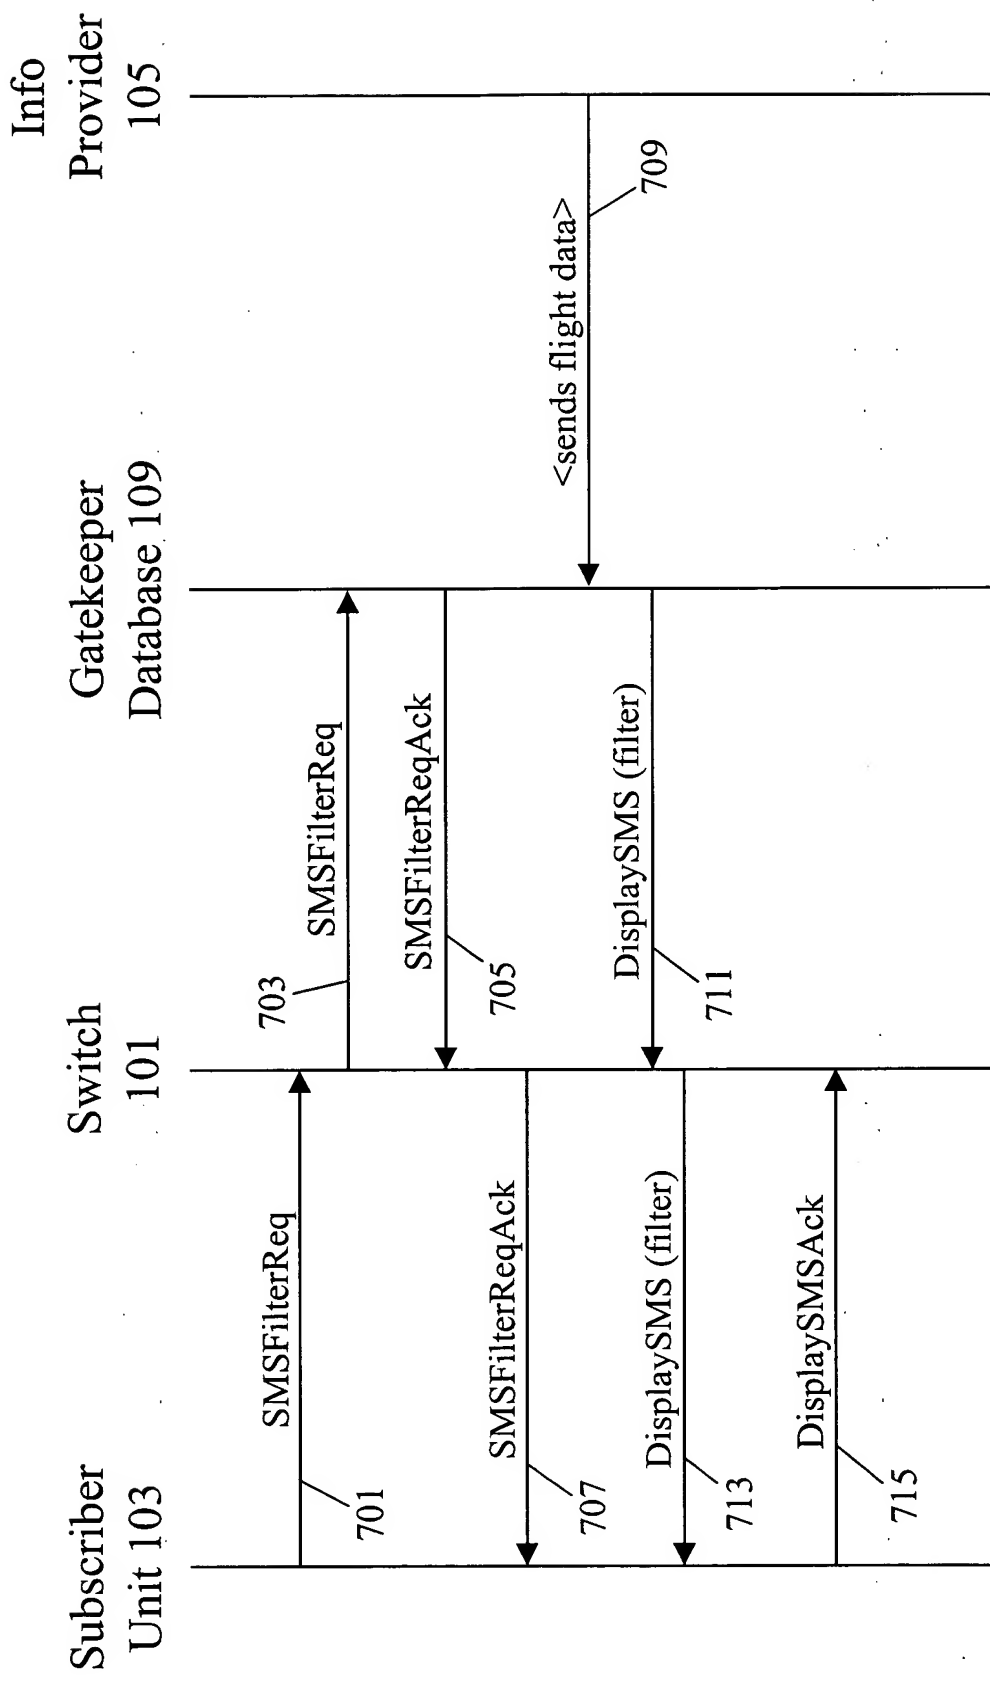 Subscriber
Unit 103
Switch
101
Gatekeeper
Database 109
Info
Provider
105
SMSFilterReq
701
SMSFilterReq
703
SMSFilterReqAck
705
SMSFilterReqAck
707
<sends flight data>
709
DisplaySMS (filter)
711
DisplaySMS (filter)
713
DisplaySMSAck
715